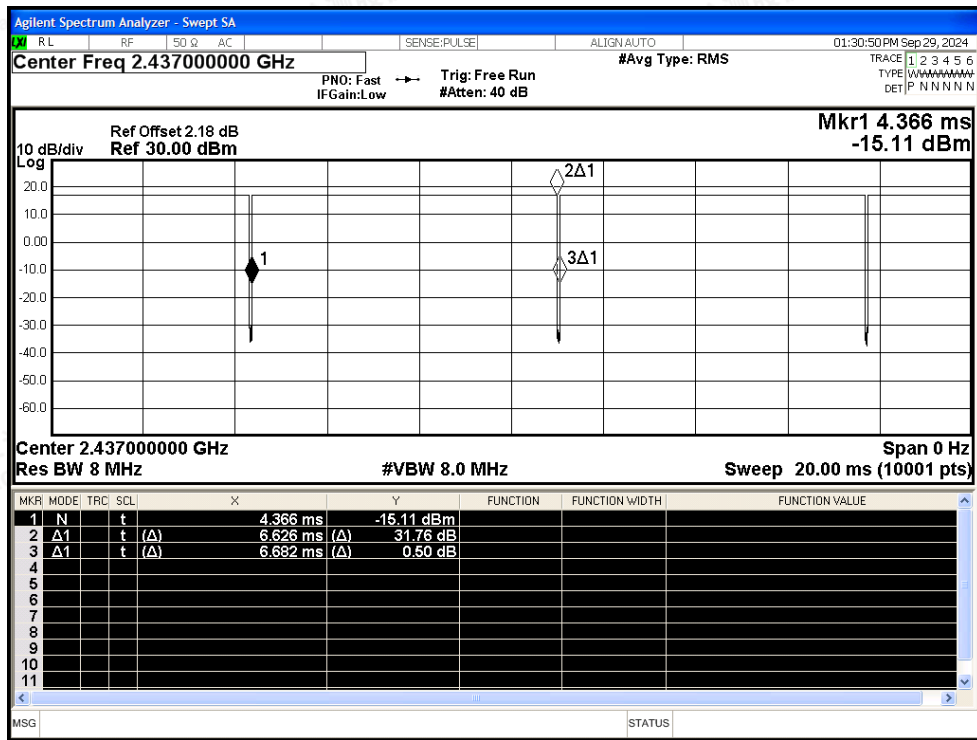 Agilent Spectrum Analyzer - Swept SA
LXI RL RF 50 Ω AC SENSE:PULSE ALIGN AUTO 01:30:50 PM Sep 29, 2024
Center Freq 2.437000000 GHz #Avg Type: RMS TRACE 1 2 3 4 5 6
PNO: Fast Trig: Free Run TYPE WWWWWW
IFGain:Low #Atten: 40 dB DET P N N N N N
Mkr1 4.366 ms
-15.11 dBm
Ref Offset 2.18 dB
10 dB/div Ref 30.00 dBm
Log
20.0
10.0
0.00
-10.0
-20.0
-30.0
-40.0
-50.0
-60.0
2Δ1
1
3Δ1
Center 2.437000000 GHz Span 0 Hz
Res BW 8 MHz #VBW 8.0 MHz Sweep 20.00 ms (10001 pts)
MKR MODE TRC SCL X Y FUNCTION FUNCTION WIDTH FUNCTION VALUE
1 N t 4.366 ms -15.11 dBm
2 Δ1 t (Δ) 6.626 ms (Δ) 31.76 dB
3 Δ1 t (Δ) 6.682 ms (Δ) 0.50 dB
4
5
6
7
8
9
10
11
MSG STATUS